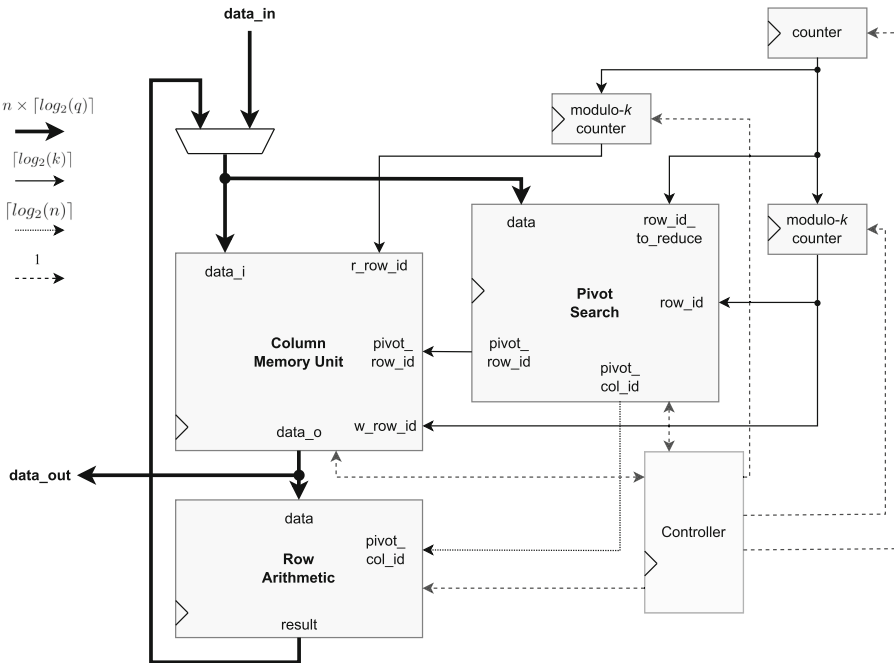 data_in
counter
n × ⌈log₂(q)⌉
modulo-k
counter
⌈log₂(k)⌉
⌈log₂(n)⌉
data
row_id_
to_reduce
modulo-k
counter
1
data_i
r_row_id
Pivot
Search
row_id
Column
Memory Unit
pivot_
row_id
pivot_
row_id
pivot_
col_id
data_o
w_row_id
data_out
data
Controller
pivot_
col_id
Row
Arithmetic
result